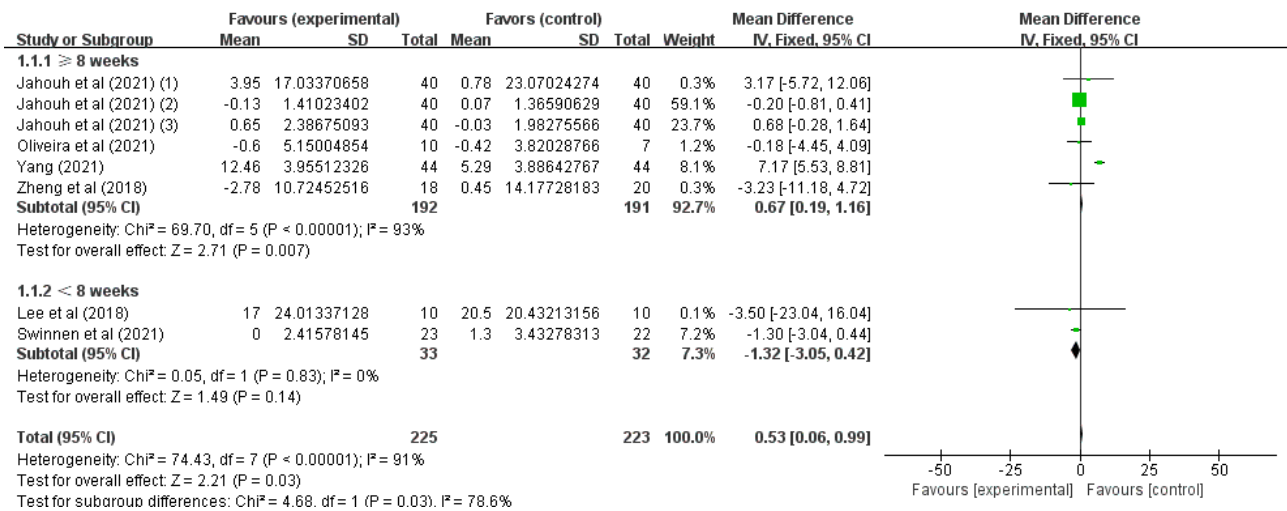 Favours (experimental) Favors (control) Mean Difference Mean Difference
Study or Subgroup Mean SD Total Mean SD Total Weight IV, Fixed, 95% CI IV, Fixed, 95% CI
1.1.1 ≥ 8 weeks
Jahouh et al (2021) (1) 3.95 17.03370658 40 0.78 23.07024274 40 0.3% 3.17 [-5.72, 12.06]
Jahouh et al (2021) (2) -0.13 1.41023402 40 0.07 1.36590629 40 59.1% -0.20 [-0.81, 0.41]
Jahouh et al (2021) (3) 0.65 2.38675093 40 -0.03 1.98275566 40 23.7% 0.68 [-0.28, 1.64]
Oliveira et al (2021) -0.6 5.15004854 10 -0.42 3.82028766 7 1.2% -0.18 [-4.45, 4.09]
Yang (2021) 12.46 3.95512326 44 5.29 3.88642767 44 8.1% 7.17 [5.53, 8.81]
Zheng et al (2018) -2.78 10.72452516 18 0.45 14.17728183 20 0.3% -3.23 [-11.18, 4.72]
Subtotal (95% CI) 192 191 92.7% 0.67 [0.19, 1.16]
Heterogeneity: Chi² = 69.70, df = 5 (P < 0.00001); I² = 93%
Test for overall effect: Z = 2.71 (P = 0.007)
1.1.2 < 8 weeks
Lee et al (2018) 17 24.01337128 10 20.5 20.43213156 10 0.1% -3.50 [-23.04, 16.04]
Swinnen et al (2021) 0 2.41578145 23 1.3 3.43278313 22 7.2% -1.30 [-3.04, 0.44]
Subtotal (95% CI) 33 32 7.3% -1.32 [-3.05, 0.42]
Heterogeneity: Chi² = 0.05, df = 1 (P = 0.83); I² = 0%
Test for overall effect: Z = 1.49 (P = 0.14)
Total (95% CI) 225 223 100.0% 0.53 [0.06, 0.99]
Heterogeneity: Chi² = 74.43, df = 7 (P < 0.00001); I² = 91%
Test for overall effect: Z = 2.21 (P = 0.03)
Test for subgroup differences: Chi² = 4.68, df = 1 (P = 0.03), I² = 78.6%
-50 -25 0 25 50
Favours [experimental] Favours [control]